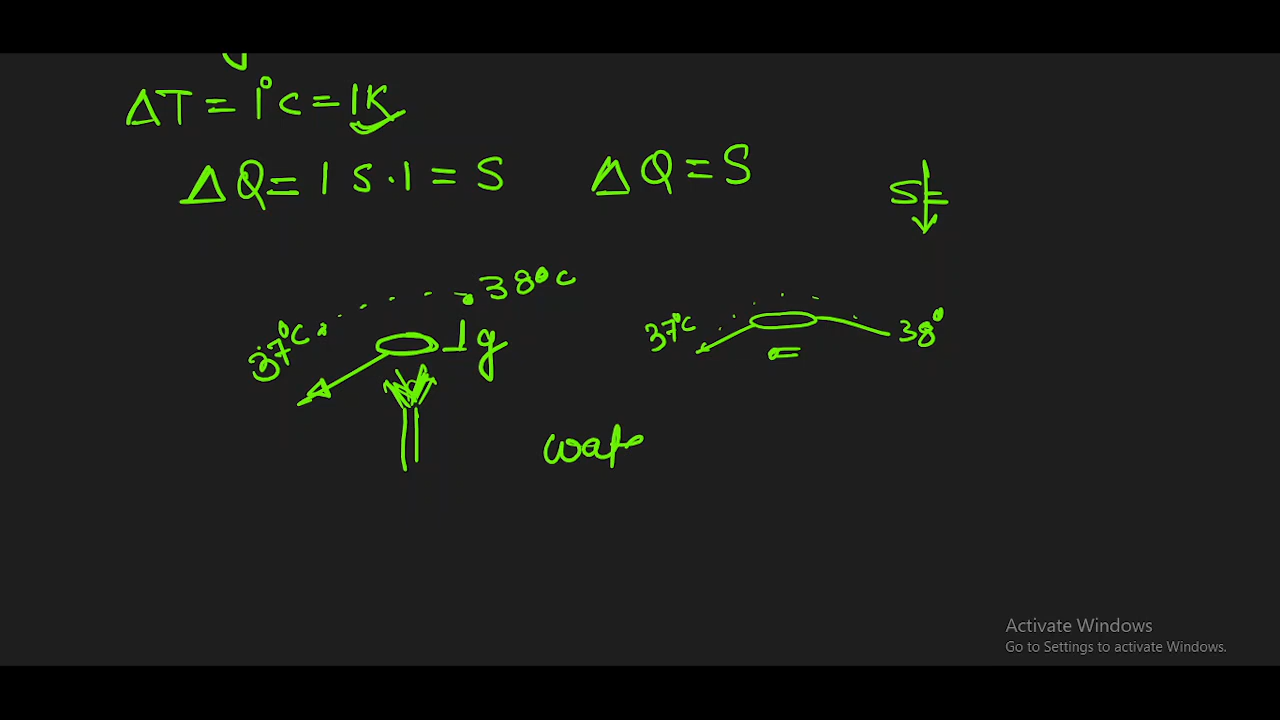 ΔT = 1°C = 1K
ΔQ = 1 S · 1 = S
ΔQ = S
S =
37°C 38°C
1g
37°C 38°
wate
Activate Windows
Go to Settings to activate Windows.